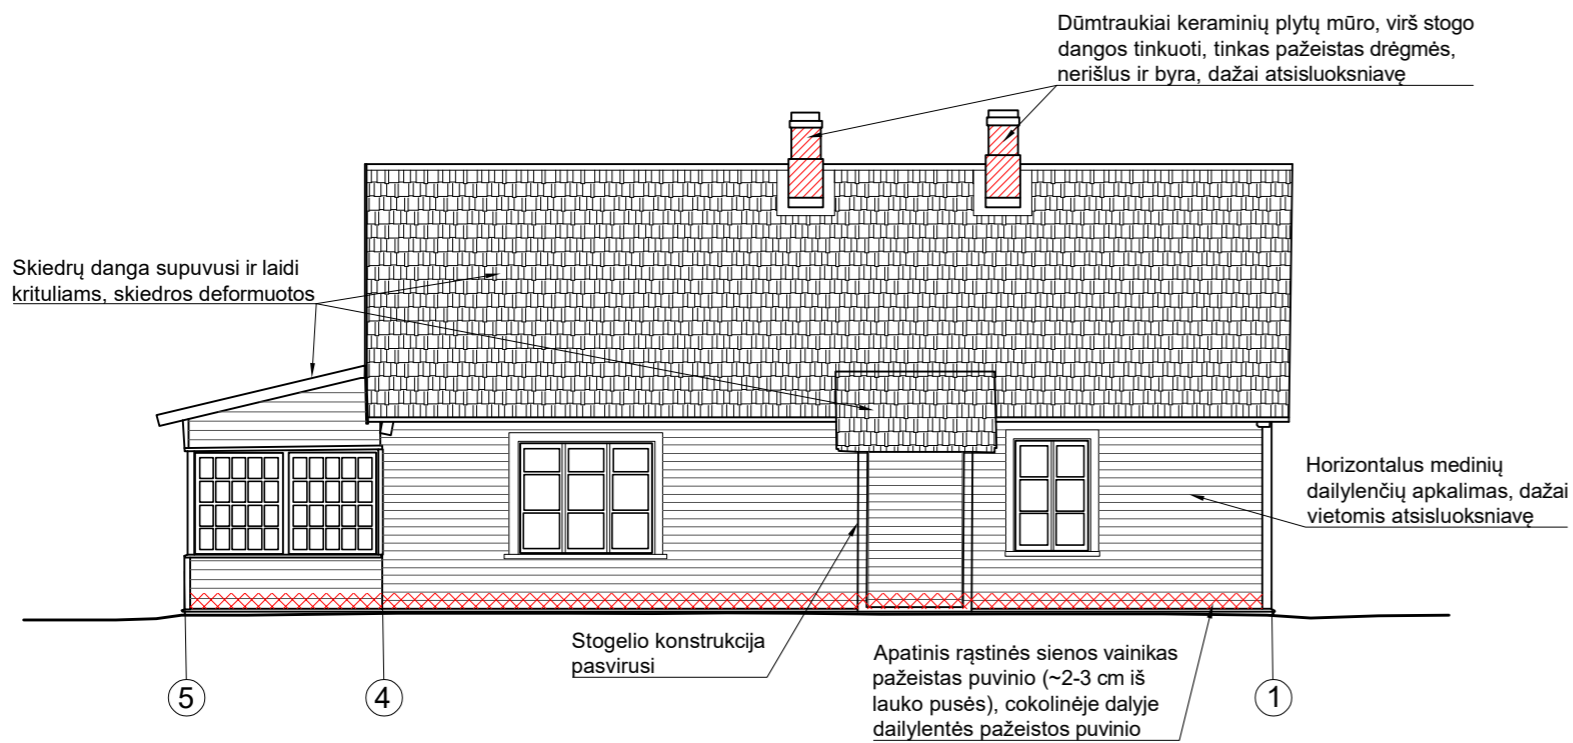 Dūmtraukiai keraminių plytų mūro, virš stogo
dangos tinkuoti, tinkas pažeistas drėgmės,
nerišlus ir byra, dažai atsisluoksniavę
Skiedrų danga supuvusi ir laidi
krituliams, skiedros deformuotos
Horizontalus medinių
dailylenčių apkalimas, dažai
vietomis atsisluoksniavę
Stogelio konstrukcija
pasvirusi
Apatinis rąstinės sienos vainikas
pažeistas puvinio (~2-3 cm iš
lauko pusės), cokolinėje dalyje
dailylentės pažeistos puvinio
5
4
1